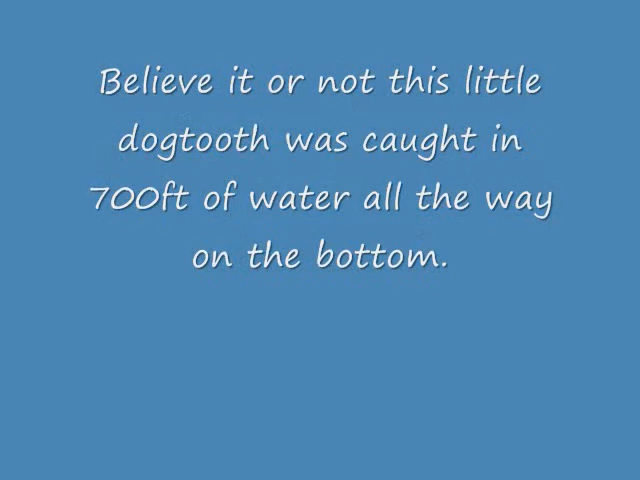 Believe it or not this little
dogtooth was caught in
700ft of water all the way
on the bottom.